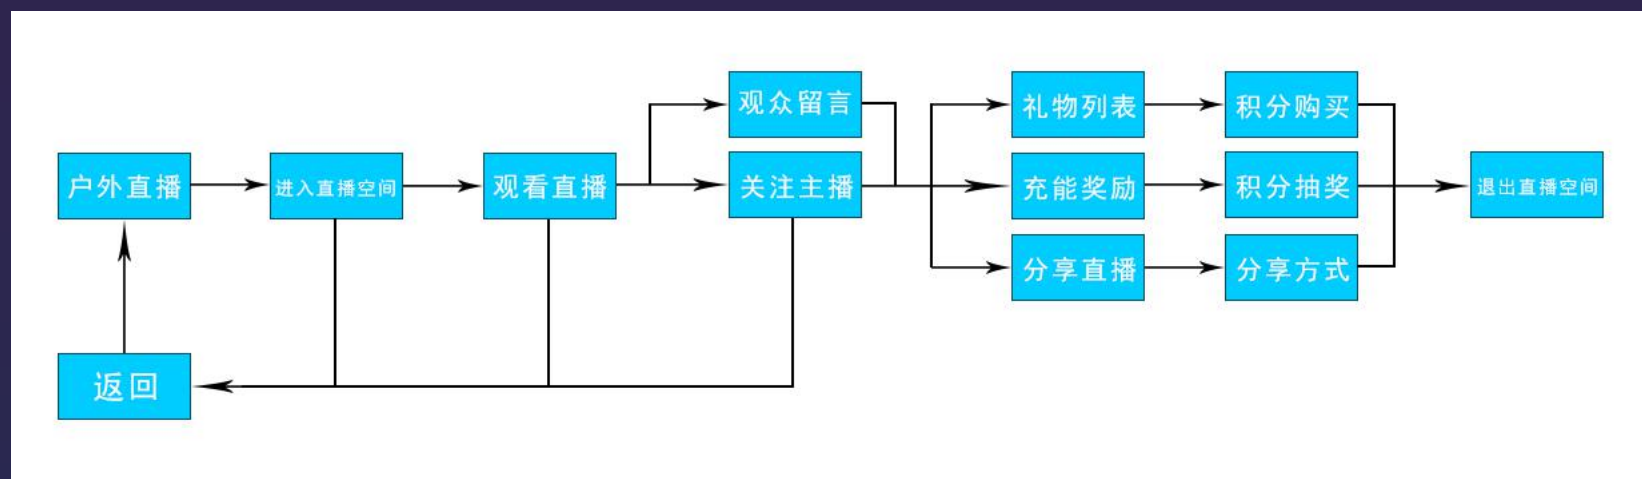 户外直播
进入直播空间
观看直播
观众留言
关注主播
礼物列表
积分购买
充能奖励
积分抽奖
分享直播
分享方式
退出直播空间
返回